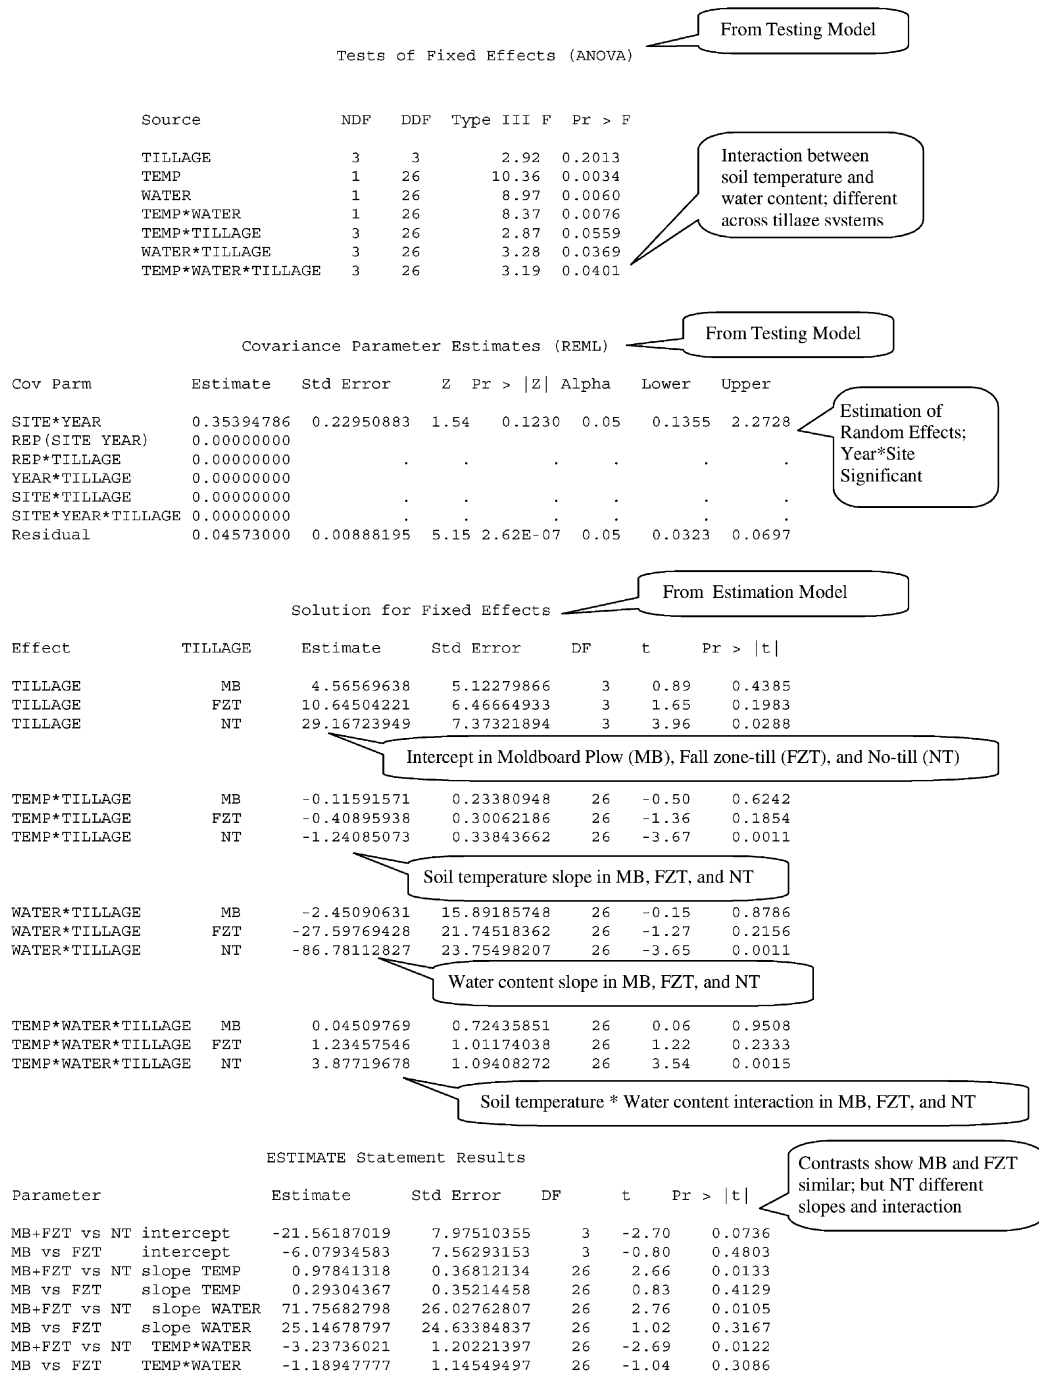 From Testing Model
Tests of Fixed Effects (ANOVA)
Source NDF DDF Type III F Pr > F
TILLAGE 3 3 2.92 0.2013
TEMP 1 26 10.36 0.0034
WATER 1 26 8.97 0.0060
TEMP*WATER 1 26 8.37 0.0076
TEMP*TILLAGE 3 26 2.87 0.0559
WATER*TILLAGE 3 26 3.28 0.0369
TEMP*WATER*TILLAGE 3 26 3.19 0.0401
Interaction between
soil temperature and
water content; different
across tillage systems
From Testing Model
Covariance Parameter Estimates (REML)
Cov Parm Estimate Std Error Z Pr > |Z| Alpha Lower Upper
SITE*YEAR 0.35394786 0.22950883 1.54 0.1230 0.05 0.1355 2.2728
REP(SITE YEAR) 0.00000000
REP*TILLAGE 0.00000000 . . . . . .
YEAR*TILLAGE 0.00000000
SITE*TILLAGE 0.00000000 . . . . . .
SITE*YEAR*TILLAGE 0.00000000 . . . . . .
Residual 0.04573000 0.00888195 5.15 2.62E-07 0.05 0.0323 0.0697
Estimation of
Random Effects;
Year*Site
Significant
From Estimation Model
Solution for Fixed Effects
Effect TILLAGE Estimate Std Error DF t Pr > |t|
TILLAGE MB 4.56569638 5.12279866 3 0.89 0.4385
TILLAGE FZT 10.64504221 6.46664933 3 1.65 0.1983
TILLAGE NT 29.16723949 7.37321894 3 3.96 0.0288
Intercept in Moldboard Plow (MB), Fall zone-till (FZT), and No-till (NT)
TEMP*TILLAGE MB -0.11591571 0.23380948 26 -0.50 0.6242
TEMP*TILLAGE FZT -0.40895938 0.30062186 26 -1.36 0.1854
TEMP*TILLAGE NT -1.24085073 0.33843662 26 -3.67 0.0011
Soil temperature slope in MB, FZT, and NT
WATER*TILLAGE MB -2.45090631 15.89185748 26 -0.15 0.8786
WATER*TILLAGE FZT -27.59769428 21.74518362 26 -1.27 0.2156
WATER*TILLAGE NT -86.78112827 23.75498207 26 -3.65 0.0011
Water content slope in MB, FZT, and NT
TEMP*WATER*TILLAGE MB 0.04509769 0.72435851 26 0.06 0.9508
TEMP*WATER*TILLAGE FZT 1.23457546 1.01174038 26 1.22 0.2333
TEMP*WATER*TILLAGE NT 3.87719678 1.09408272 26 3.54 0.0015
Soil temperature * Water content interaction in MB, FZT, and NT
ESTIMATE Statement Results
Contrasts show MB and FZT
similar; but NT different
slopes and interaction
Parameter Estimate Std Error DF t Pr > |t|
MB+FZT vs NT intercept -21.56187019 7.97510355 3 -2.70 0.0736
MB vs FZT intercept -6.07934583 7.56293153 3 -0.80 0.4803
MB+FZT vs NT slope TEMP 0.97841318 0.36812134 26 2.66 0.0133
MB vs FZT slope TEMP 0.29304367 0.35214458 26 0.83 0.4129
MB+FZT vs NT slope WATER 71.75682798 26.02762807 26 2.76 0.0105
MB vs FZT slope WATER 25.14678797 24.63384837 26 1.02 0.3167
MB+FZT vs NT TEMP*WATER -3.23736021 1.20221397 26 -2.69 0.0122
MB vs FZT TEMP*WATER -1.18947777 1.14549497 26 -1.04 0.3086